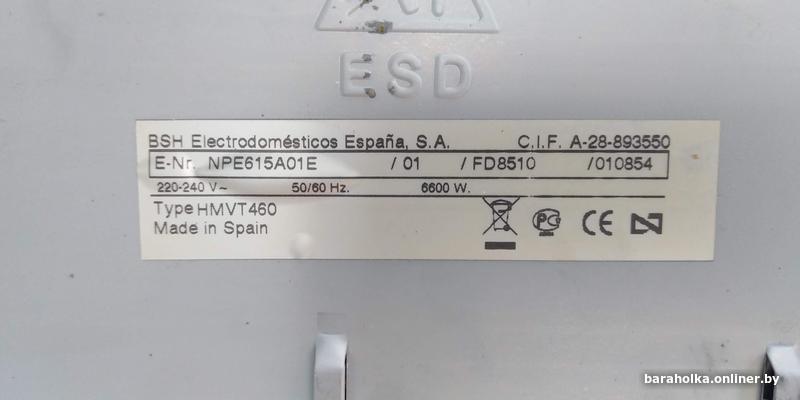 ESD
BSH Electrodomésticos España, S.A. C.I.F. A-28-893550
E-Nr. NPE615A01E / 01 / FD8510 /010854
220-240 V~ 50/60 Hz. 6600 W.
Type HMVT460
Made in Spain
baraholka.onliner.by